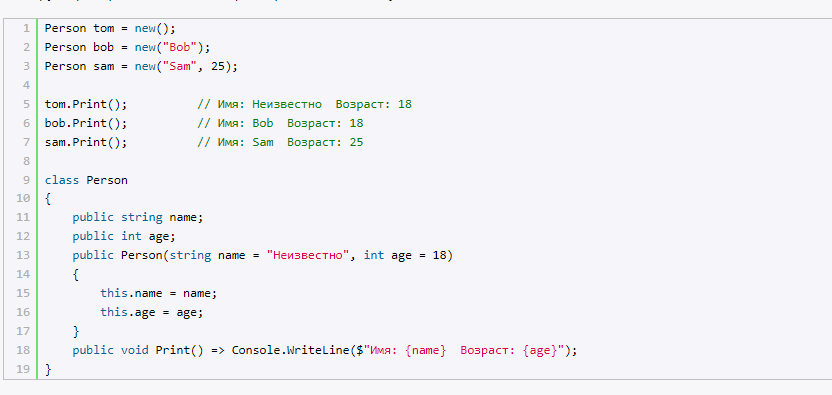 1 Person tom = new();
2 Person bob = new("Bob");
3 Person sam = new("Sam", 25);
4
5 tom.Print();          // Имя: Неизвестно  Возраст: 18
6 bob.Print();          // Имя: Bob  Возраст: 18
7 sam.Print();          // Имя: Sam  Возраст: 25
8
9 class Person
10 {
11     public string name;
12     public int age;
13     public Person(string name = "Неизвестно", int age = 18)
14     {
15         this.name = name;
16         this.age = age;
17     }
18     public void Print() => Console.WriteLine($"Имя: {name}  Возраст: {age}");
19 }